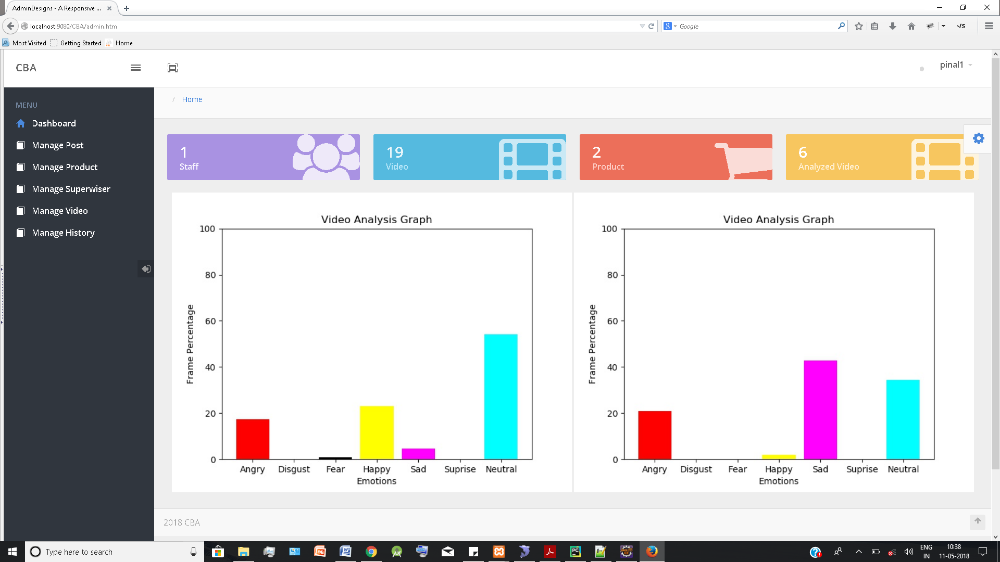 AdminDesigns - A Responsive ...
localhost:9080/CBA/admin.htm
Google
Most Visited
Getting Started
Home
CBA
pinal1
MENU
Dashboard
Manage Post
Manage Product
Manage Superwiser
Manage Video
Manage History
/ Home
1
Staff
19
Video
2
Product
6
Analyzed Video
Video Analysis Graph
100
80
60
40
20
0
Frame Percentage
Angry Disgust Fear Happy Sad Suprise Neutral
Emotions
Video Analysis Graph
100
80
60
40
20
0
Frame Percentage
Angry Disgust Fear Happy Sad Suprise Neutral
Emotions
2018 CBA
Type here to search
ENG
IN
10:38
11-05-2018